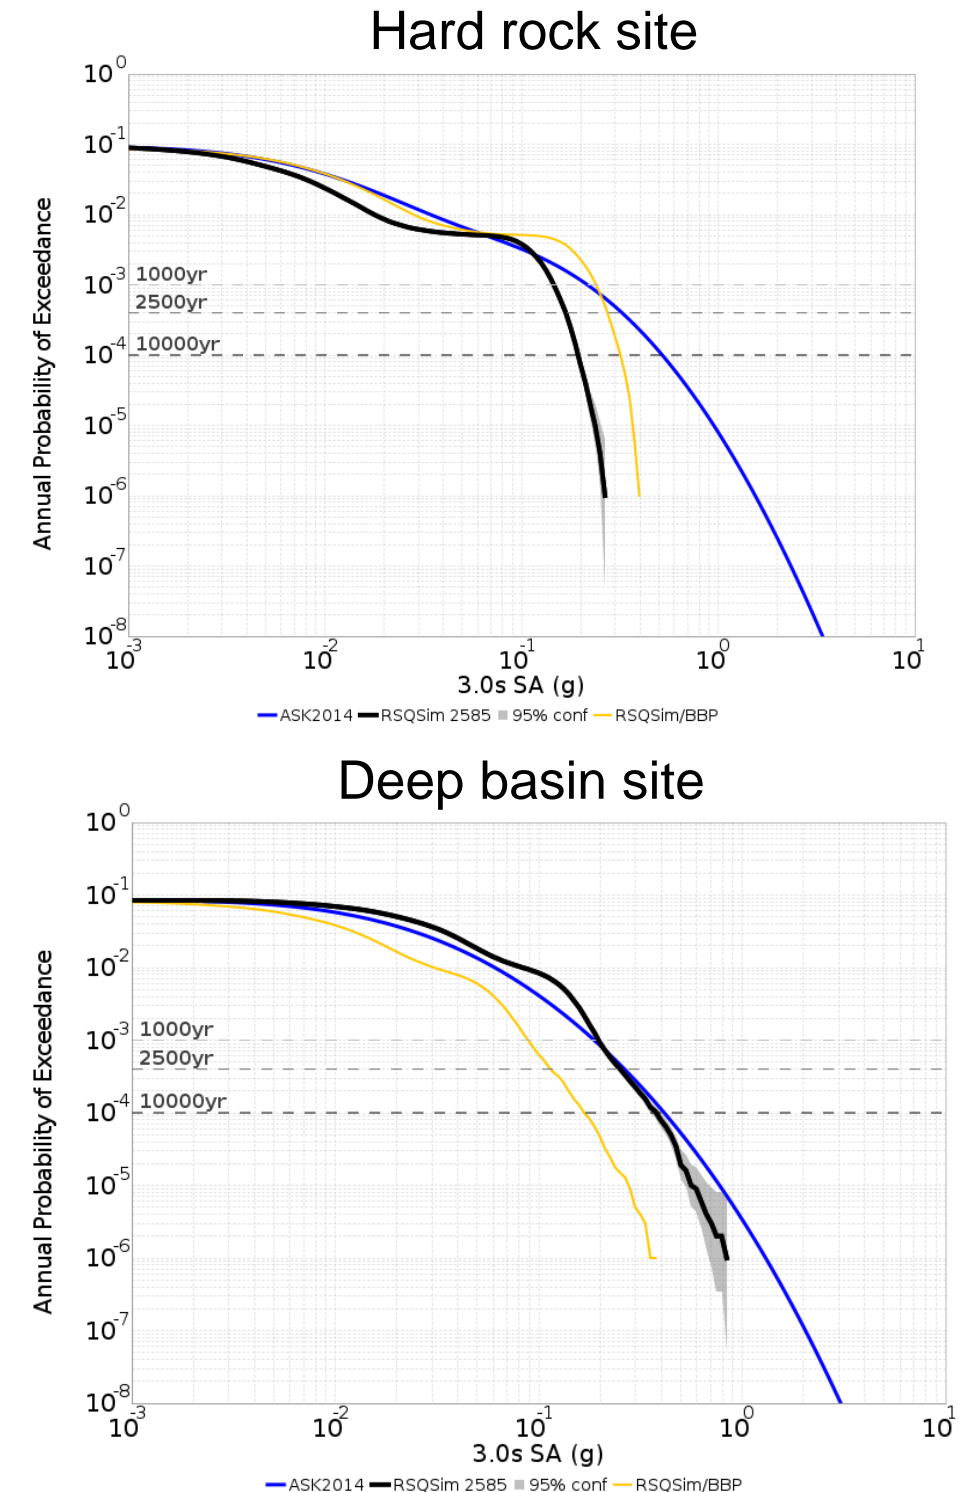 Hard rock site
10^0
10^-1
10^-2
10^-3
10^-4
10^-5
10^-6
10^-7
10^-8
Annual Probability of Exceedance
1000yr
2500yr
10000yr
10^-3 10^-2 10^-1 10^0 10^1
3.0s SA (g)
ASK2014 RSQSim 2585 95% conf RSQSim/BBP
Deep basin site
10^0
10^-1
10^-2
10^-3
10^-4
10^-5
10^-6
10^-7
10^-8
Annual Probability of Exceedance
1000yr
2500yr
10000yr
10^-3 10^-2 10^-1 10^0 10^1
3.0s SA (g)
ASK2014 RSQSim 2585 95% conf RSQSim/BBP